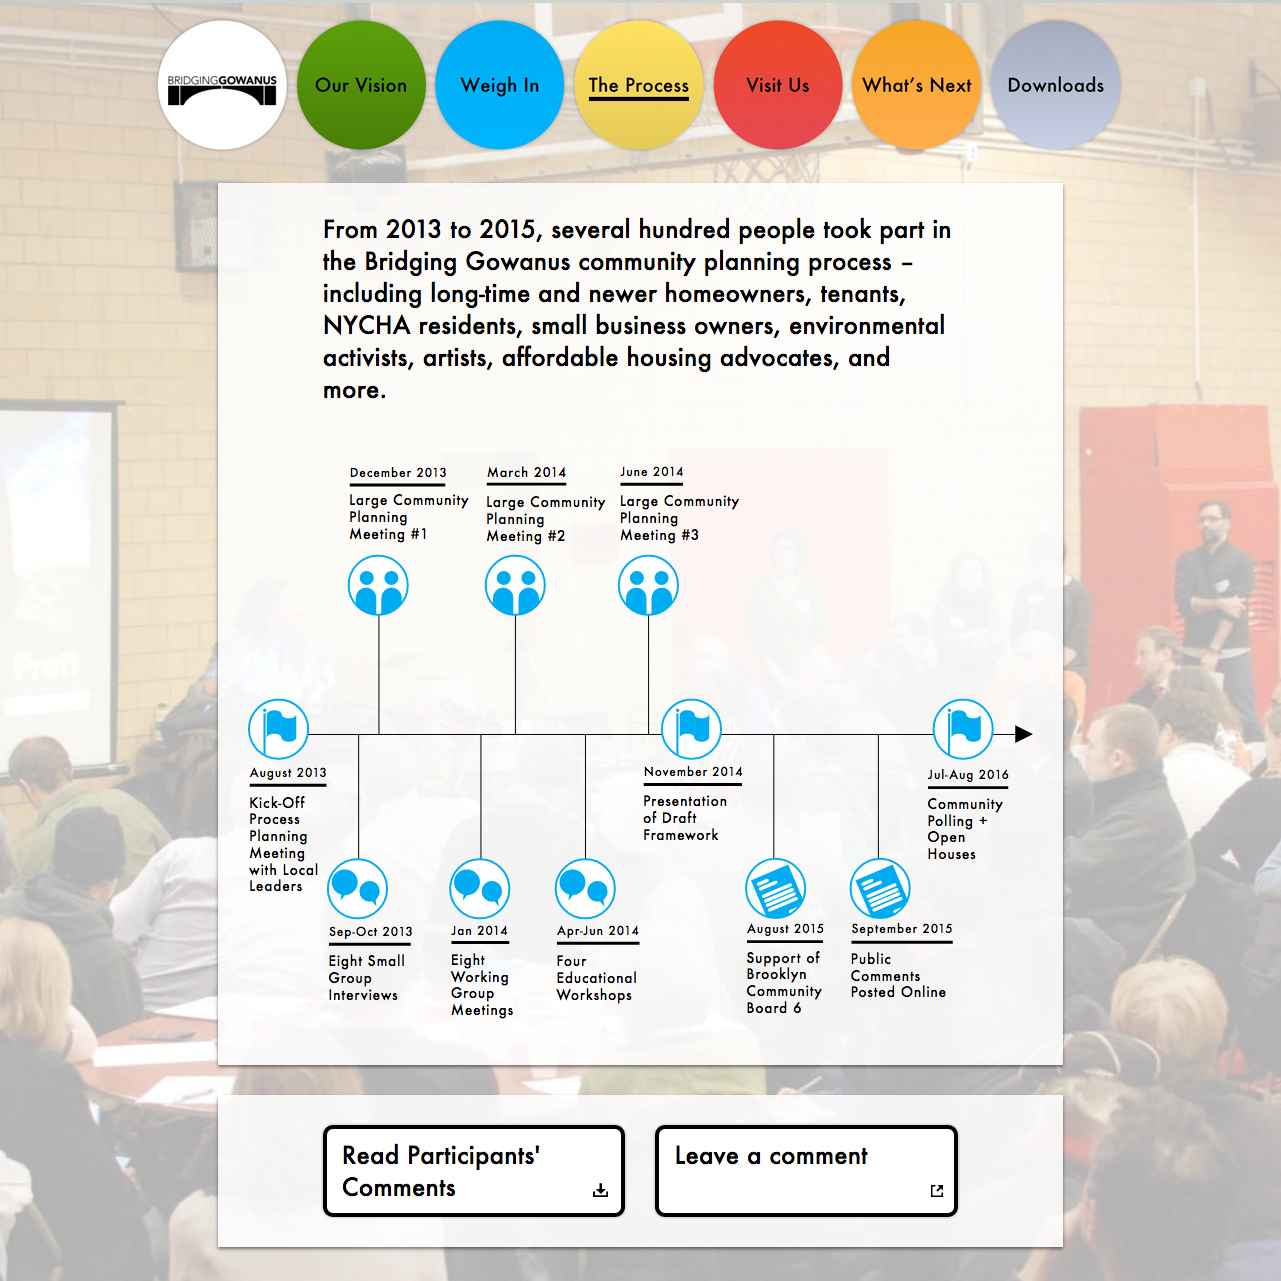 BRIDGINGGOWANUS
Our Vision
Weigh In
The Process
Visit Us
What's Next
Downloads
From 2013 to 2015, several hundred people took part in
the Bridging Gowanus community planning process –
including long-time and newer homeowners, tenants,
NYCHA residents, small business owners, environmental
activists, artists, affordable housing advocates, and
more.
December 2013
Large Community
Planning
Meeting #1
March 2014
Large Community
Planning
Meeting #2
June 2014
Large Community
Planning
Meeting #3
August 2013
Kick-Off
Process
Planning
Meeting
with Local
Leaders
November 2014
Presentation
of Draft
Framework
Jul-Aug 2016
Community
Polling +
Open
Houses
Sep-Oct 2013
Eight Small
Group
Interviews
Jan 2014
Eight
Working
Group
Meetings
Apr-Jun 2014
Four
Educational
Workshops
August 2015
Support of
Brooklyn
Community
Board 6
September 2015
Public
Comments
Posted Online
Pratt
Read Participants'
Comments
Leave a comment